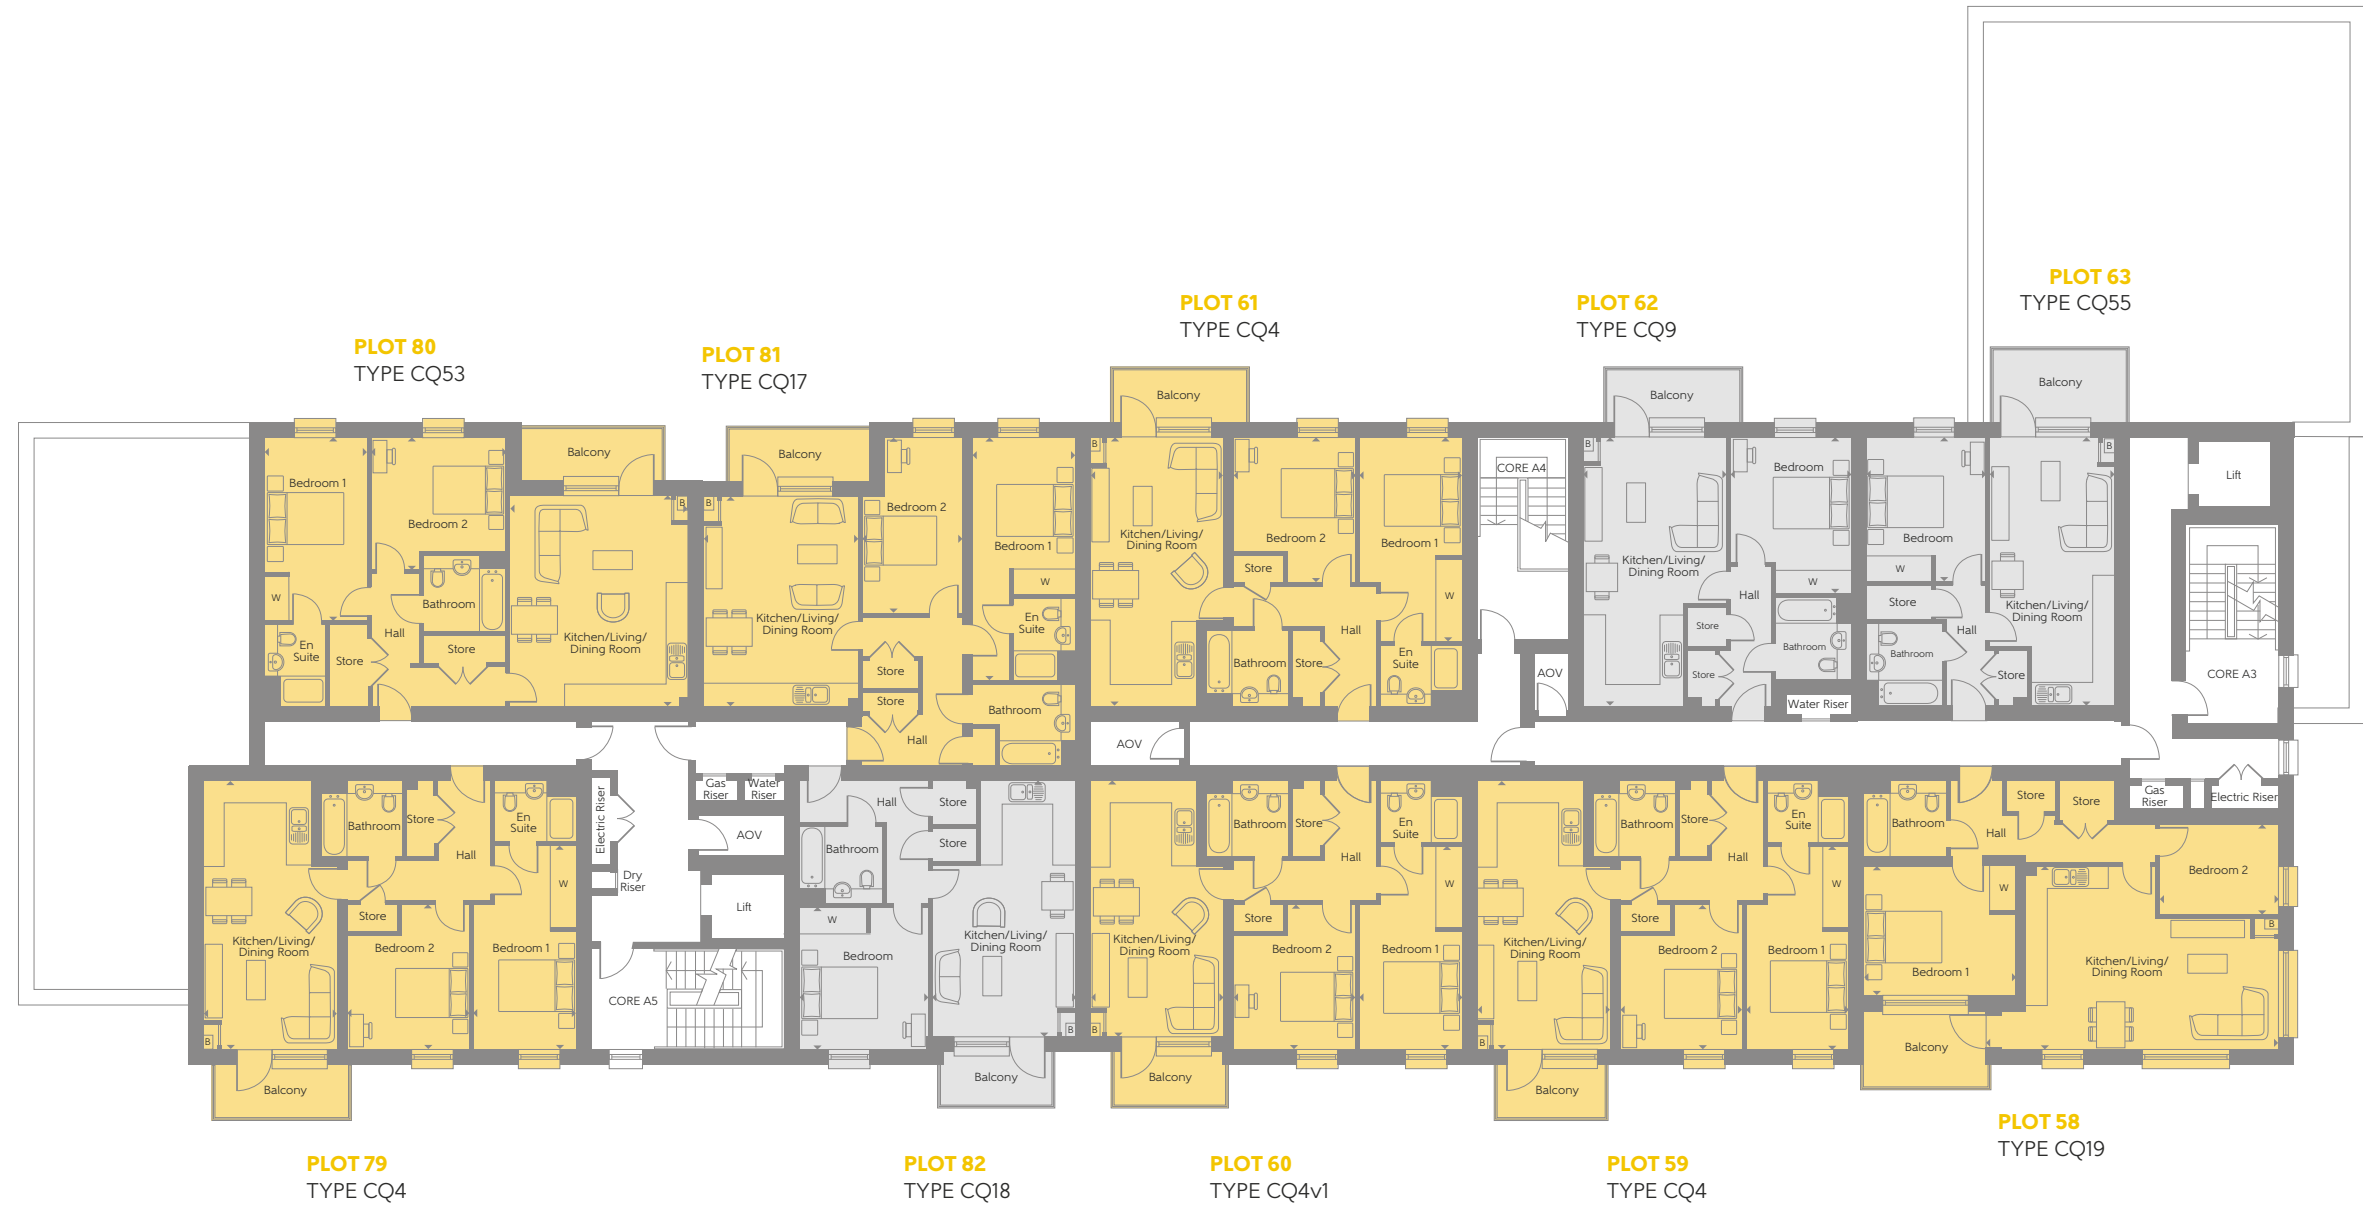 PLOT 63
TYPE CQ55
PLOT 61
TYPE CQ4
PLOT 62
TYPE CQ9
PLOT 80
TYPE CQ53
PLOT 81
TYPE CQ17
Bedroom 1
Bedroom 2
W
En
Suite
Store
Hall
Bathroom
Store
Balcony
B
Kitchen/Living/
Dining Room
Balcony
B
Kitchen/Living/
Dining Room
Bedroom 2
Bedroom 1
W
En
Suite
Store
Store
Bathroom
Hall
Balcony
B
Kitchen/Living/
Dining Room
Bedroom 2
Bedroom 1
Store
W
Hall
Bathroom
Store
En
Suite
CORE A4
AOV
AOV
Balcony
B
Kitchen/Living/
Dining Room
Bedroom
W
Hall
Store
Store
Bathroom
Water Riser
Balcony
B
Bedroom
W
Kitchen/Living/
Dining Room
Store
Hall
Bathroom
Store
Lift
CORE A3
Gas
Riser
Electric Riser
Kitchen/Living/
Dining Room
B
Bathroom
Store
Hall
En
Suite
W
Store
Bedroom 2
Bedroom 1
Balcony
Electric Riser
Dry
Riser
Gas
Riser
Water
Riser
AOV
Lift
CORE A5
Hall
Store
Store
Bathroom
W
Bedroom
Kitchen/Living/
Dining Room
B
Balcony
Bathroom
Store
En
Suite
Hall
W
Store
Kitchen/Living/
Dining Room
Bedroom 2
Bedroom 1
B
Balcony
Bathroom
Store
En
Suite
Hall
W
Store
Kitchen/Living/
Dining Room
Bedroom 2
Bedroom 1
B
Balcony
Bathroom
Hall
Store
Store
Bedroom 2
W
B
Bedroom 1
Kitchen/Living/
Dining Room
Balcony
PLOT 58
TYPE CQ19
PLOT 79
TYPE CQ4
PLOT 82
TYPE CQ18
PLOT 60
TYPE CQ4v1
PLOT 59
TYPE CQ4